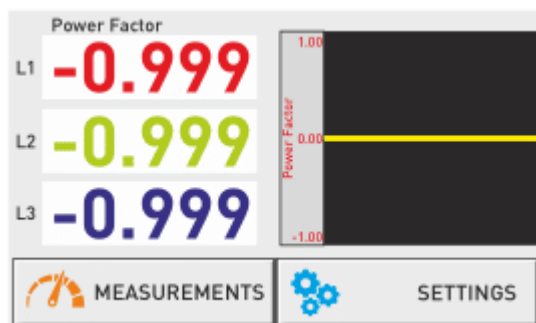 Power Factor
L1 -0.999
L2 -0.999
L3 -0.999
1.00
Power Factor
0.00
-1.00
MEASUREMENTS
SETTINGS